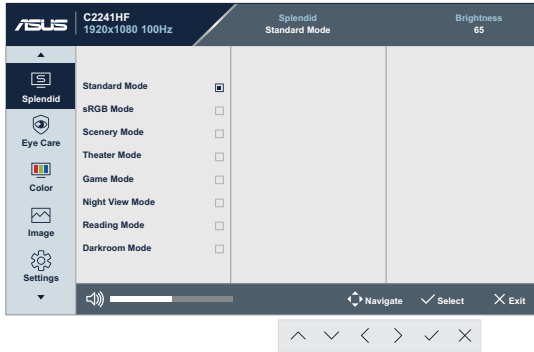 ASUS
C2241HF
1920x1080 100Hz
Splendid
Standard Mode
Brightness
65
Splendid
Eye Care
Color
Image
Settings
Standard Mode
sRGB Mode
Scenery Mode
Theater Mode
Game Mode
Night View Mode
Reading Mode
Darkroom Mode
Navigate
Select
Exit